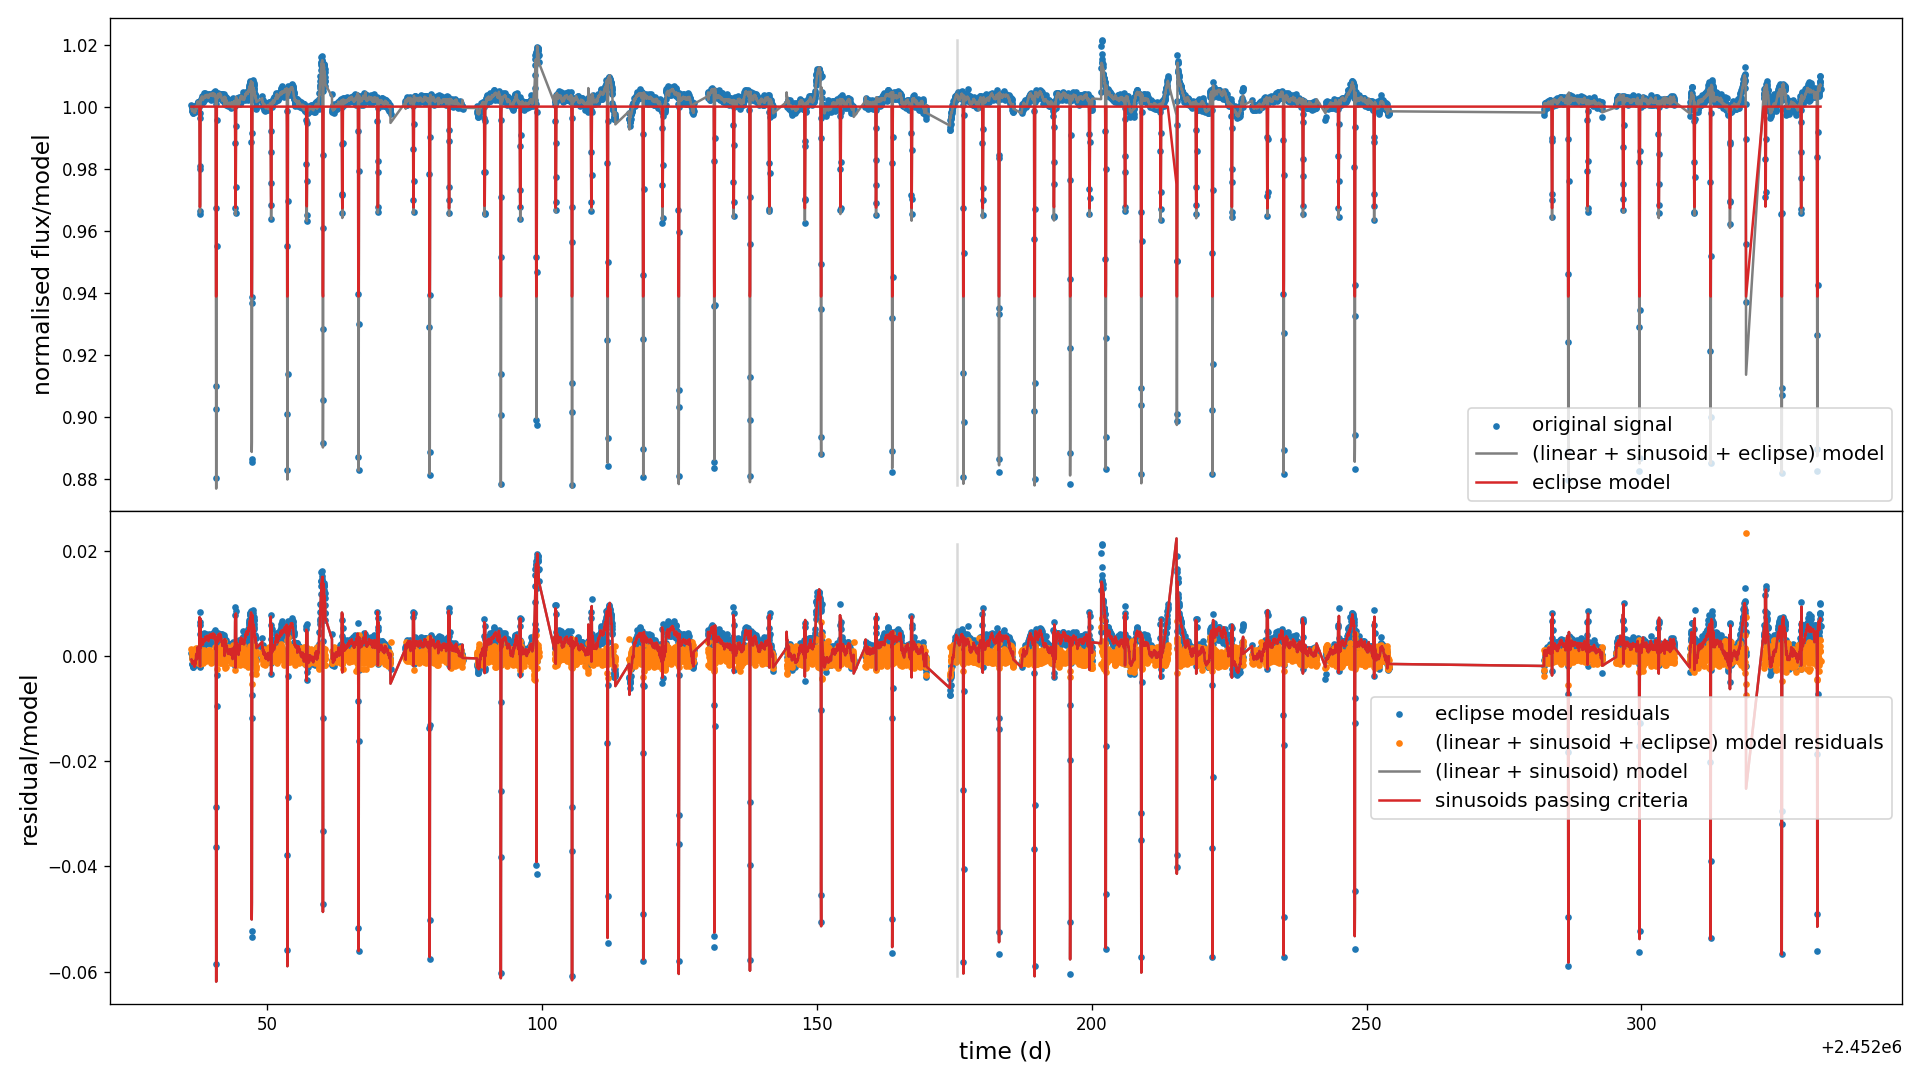 1.02
1.00
0.98
0.96
0.94
0.92
0.90
0.88
normalised flux/model
original signal
(linear + sinusoid + eclipse) model
eclipse model
0.02
0.00
−0.02
−0.04
−0.06
residual/model
eclipse model residuals
(linear + sinusoid + eclipse) model residuals
(linear + sinusoid) model
sinusoids passing criteria
50 100 150 200 250 300
time (d)
+2.452e6